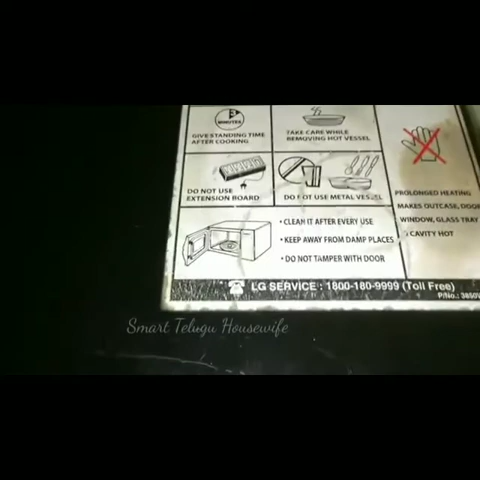 3
MINUTES
GIVE STANDING TIME
AFTER COOKING
TAKE CARE WHILE
REMOVING HOT VESSEL
DO NOT USE
EXTENSION BOARD
DO NOT USE METAL VESSEL
PROLONGED HEATING
MAKES OUTCASE, DOOR
WINDOW, GLASS TRAY
CAVITY HOT
• CLEAN IT AFTER EVERY USE
• KEEP AWAY FROM DAMP PLACES
• DO NOT TAMPER WITH DOOR
LG SERVICE : 1800-180-9999 (Toll Free)
P/No.: 3850
Smart Telugu Housewife